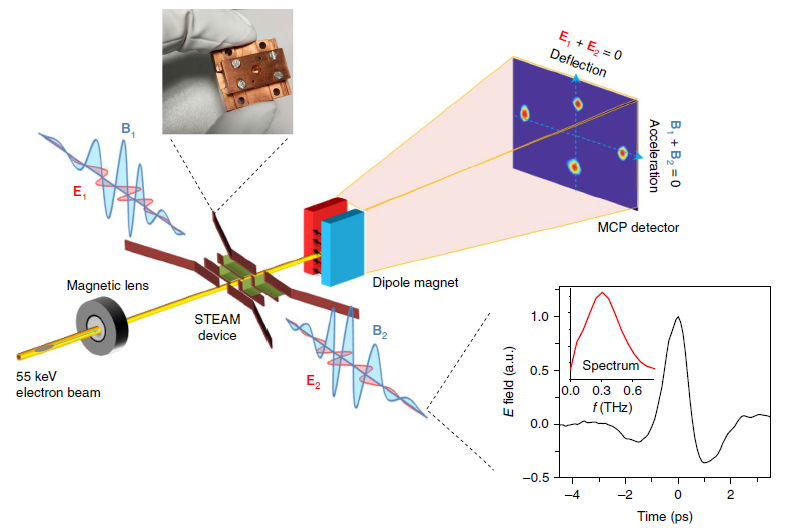 E1 + E2 = 0
Deflection
B1 + B2 = 0
Acceleration
MCP detector
B1
E1
Magnetic lens
Dipole magnet
STEAM
device
55 keV
electron beam
B2
E2
E field (a.u.)
1.0
0.5
0.0
–0.5
Spectrum
0.0 0.3 0.6
f (THz)
–4 –2 0 2
Time (ps)